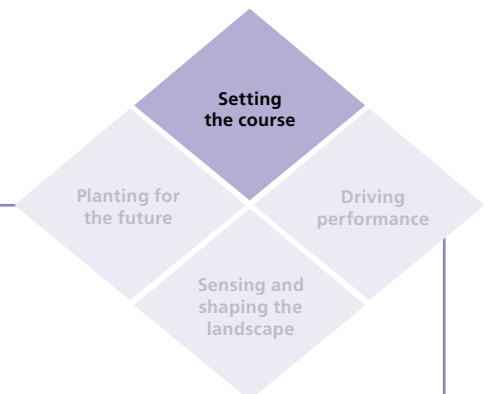 Setting
the course
Planting for
the future
Driving
performance
Sensing and
shaping the
landscape